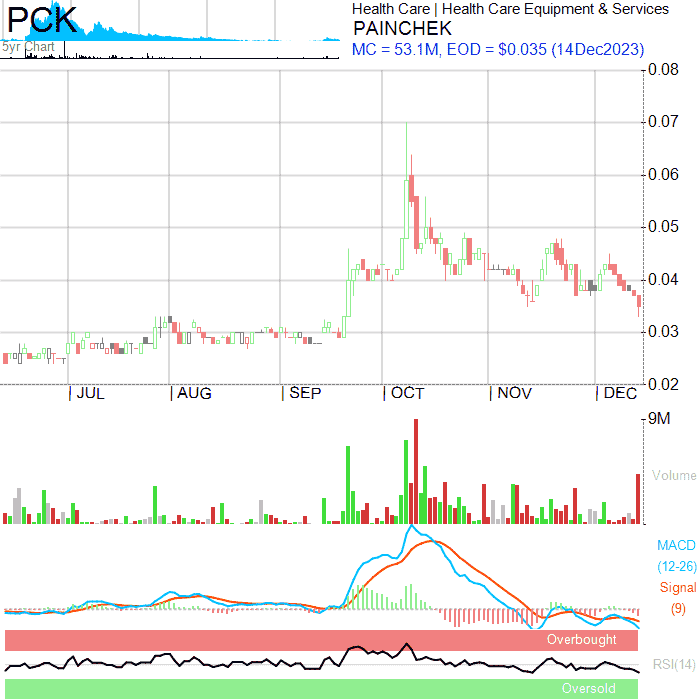 PCK
5yr Chart
Health Care | Health Care Equipment & Services
PAINCHEK
MC = 53.1M, EOD = $0.035 (14Dec2023)
0.08
0.07
0.06
0.05
0.04
0.03
0.02
JUL AUG SEP OCT NOV DEC
9M
Volume
MACD
(12-26)
Signal
(9)
Overbought
RSI(14)
Oversold